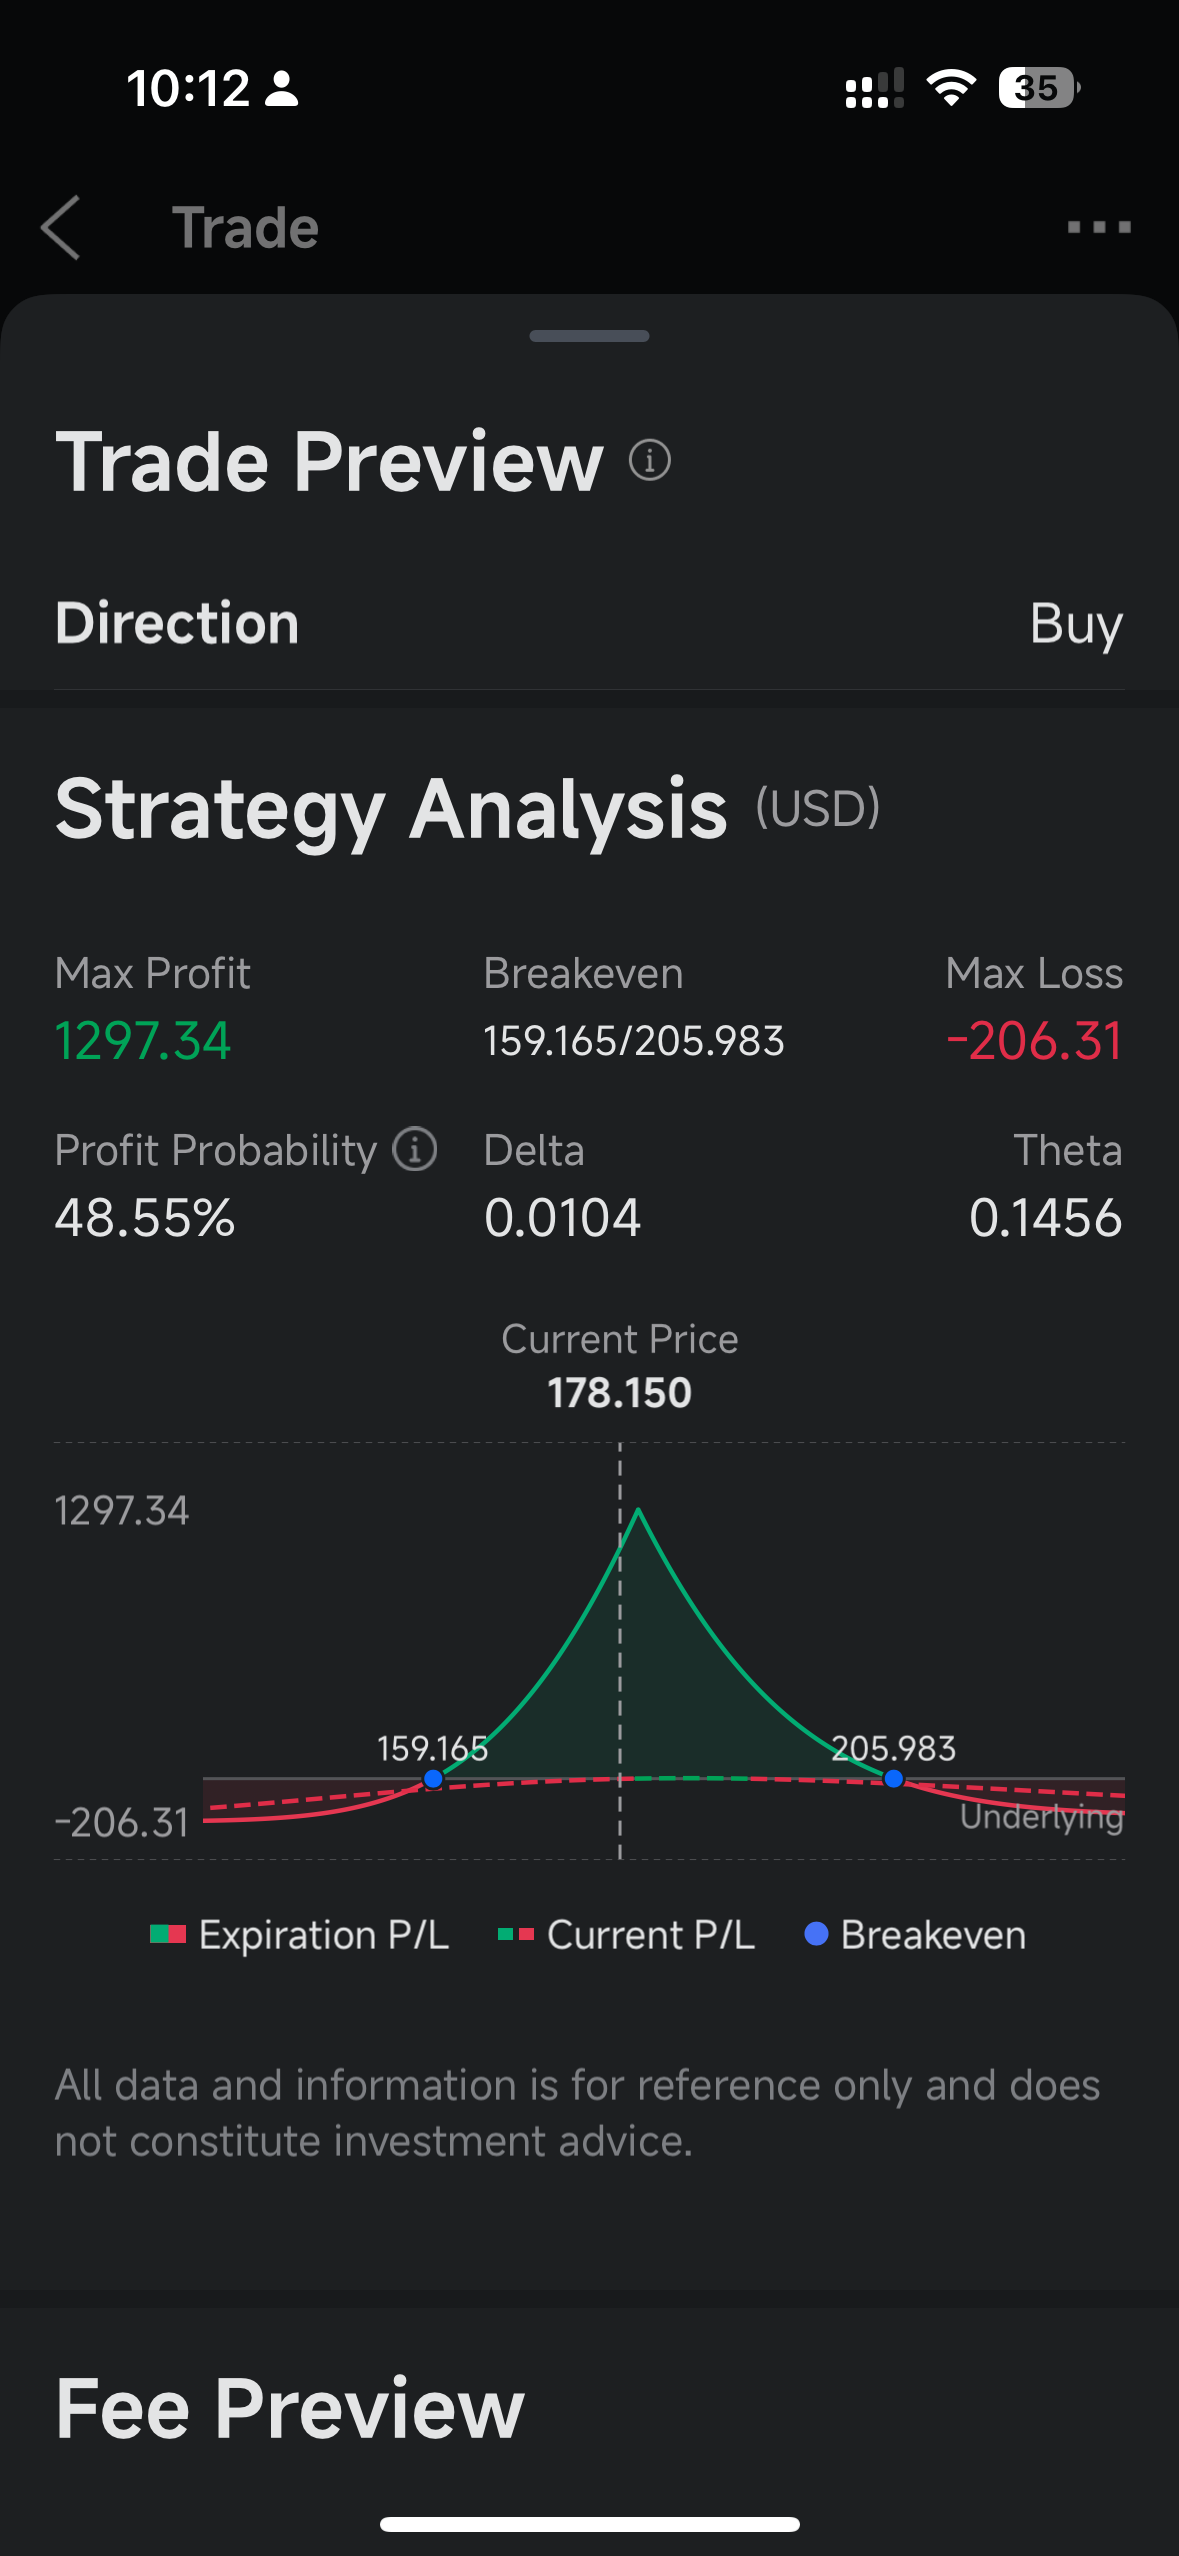 10:12
35
Trade
Trade Preview
Direction Buy
Strategy Analysis (USD)
Max Profit Breakeven Max Loss
1297.34 159.165/205.983 -206.31
Profit Probability Delta Theta
48.55% 0.0104 0.1456
Current Price
178.150
1297.34
159.165 205.983
-206.31 Underlying
Expiration P/L Current P/L Breakeven
All data and information is for reference only and does
not constitute investment advice.
Fee Preview